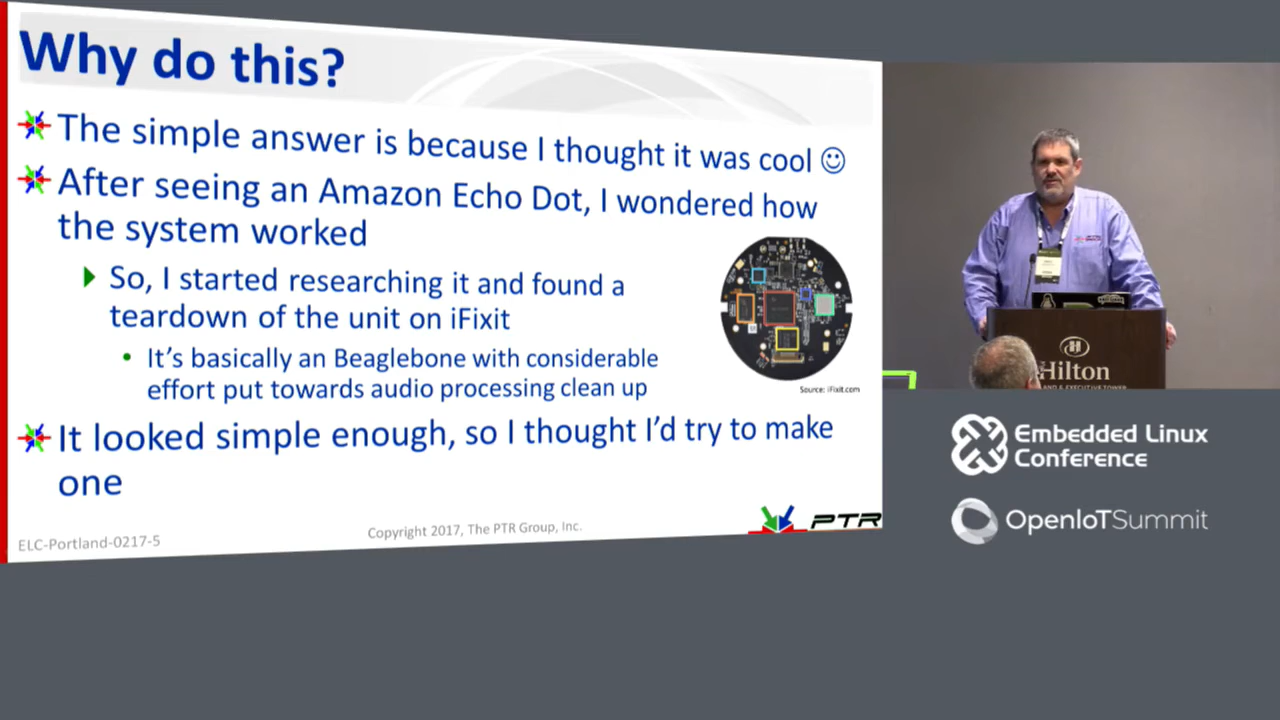 Why do this?
The simple answer is because I thought it was cool ☺
After seeing an Amazon Echo Dot, I wondered how
the system worked
So, I started researching it and found a
teardown of the unit on iFixit
It's basically an Beaglebone with considerable
effort put towards audio processing clean up
Source: iFixit.com
It looked simple enough, so I thought I'd try to make
one
ELC-Portland-0217-5
Copyright 2017, The PTR Group, Inc.
PTR
Hilton
& EXECUTIVE TOWER
Embedded Linux
Conference
OpenIoTSummit